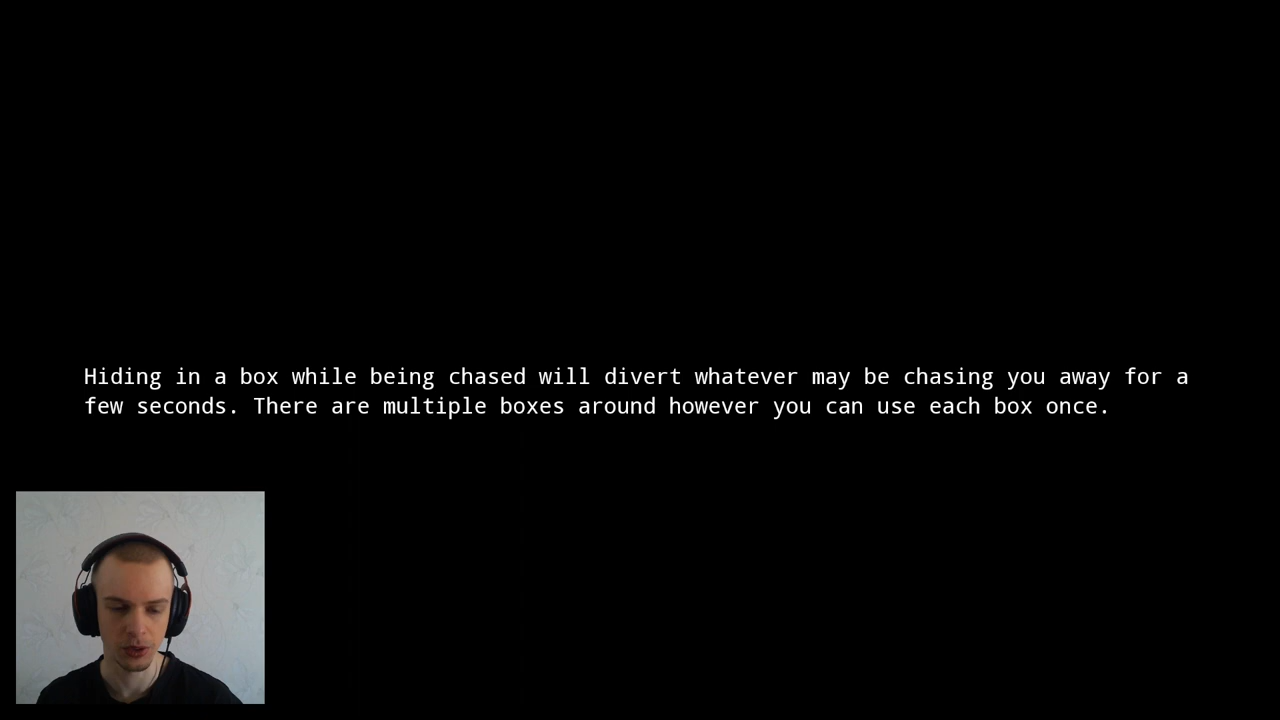 Hiding in a box while being chased will divert whatever may be chasing you away for a
few seconds. There are multiple boxes around however you can use each box once.